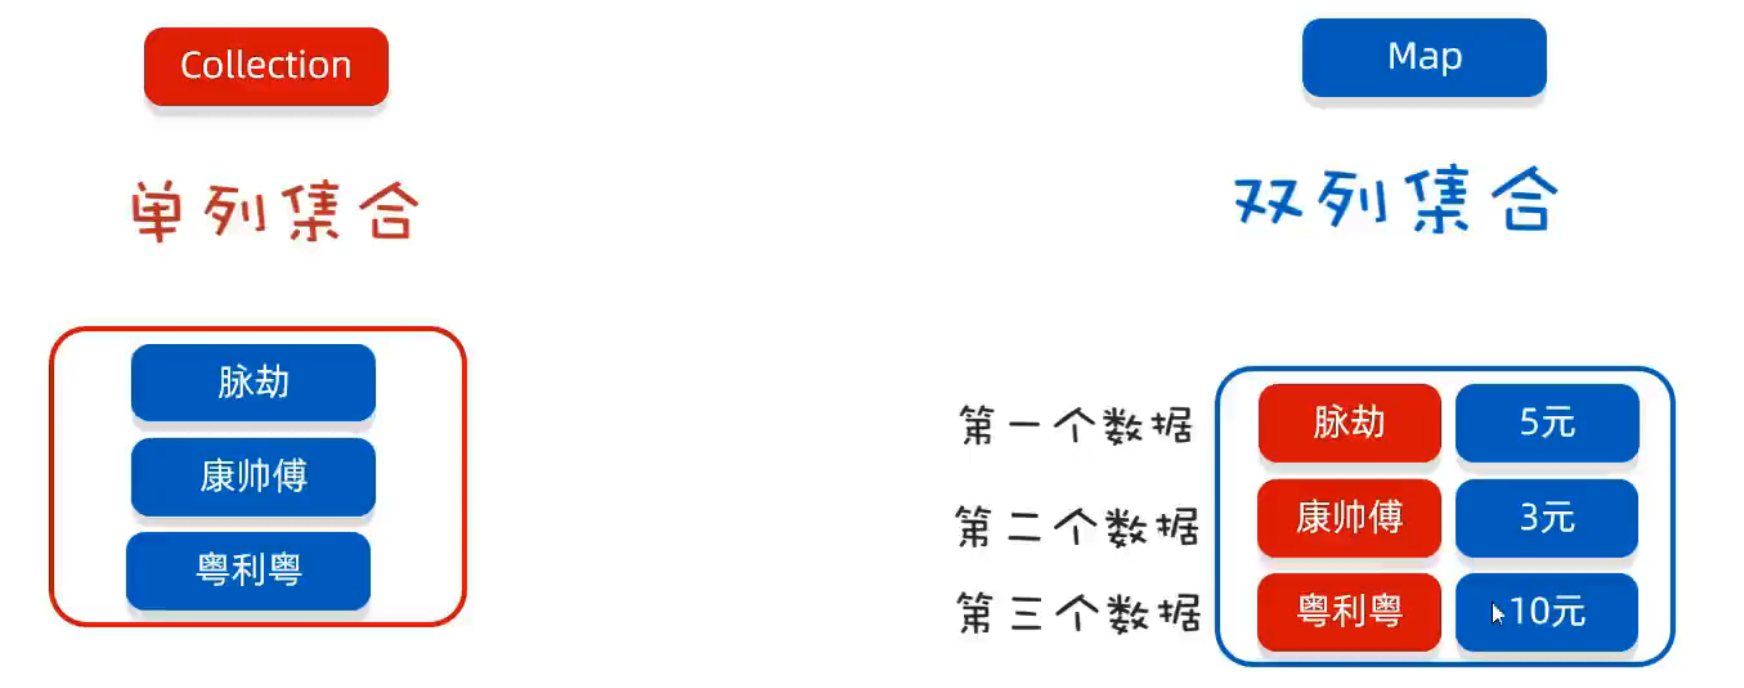 Collection
单列集合
脉劫
康帅傅
粤利粤
Map
双列集合
第一个数据 脉劫 5元
第二个数据 康帅傅 3元
第三个数据 粤利粤 10元